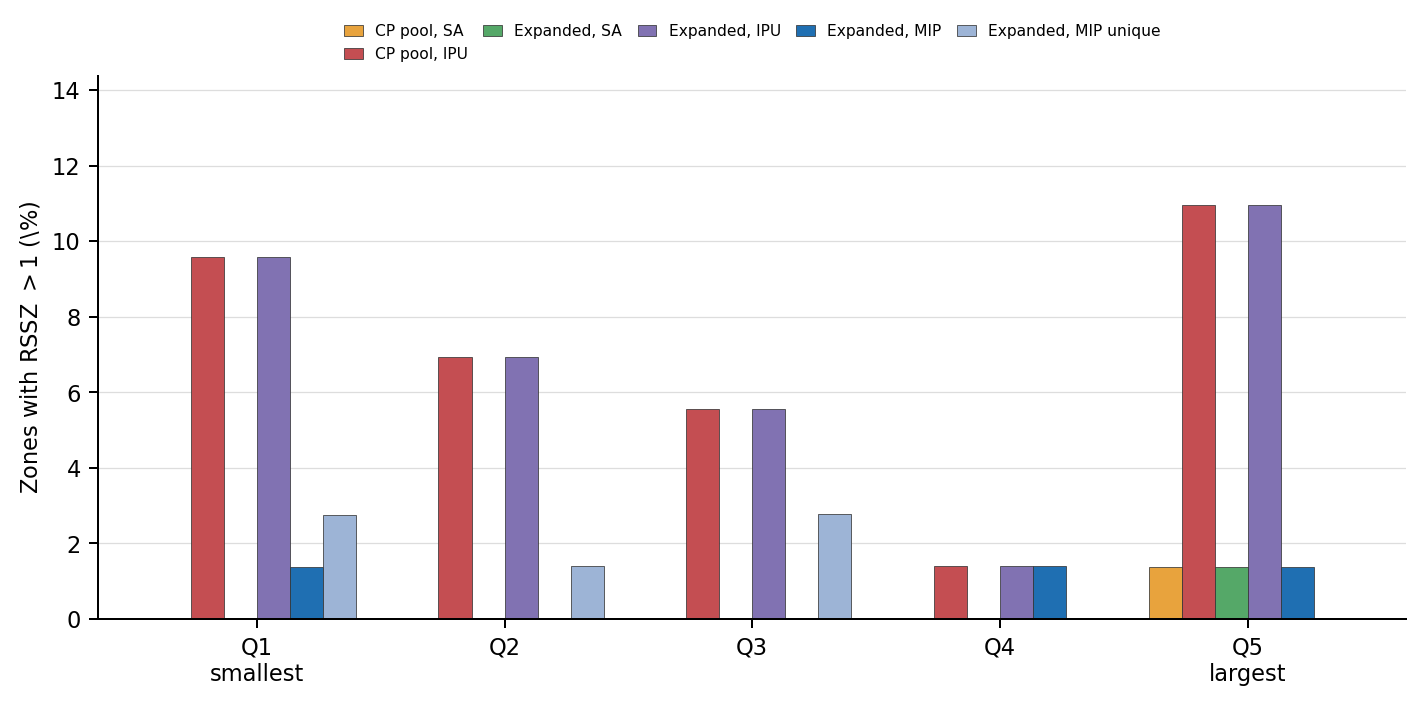 CP pool, SA Expanded, SA Expanded, IPU Expanded, MIP Expanded, MIP unique
CP pool, IPU
Zones with RSSZ > 1 (\%)
14
12
10
8
6
4
2
0
Q1 Q2 Q3 Q4 Q5
smallest largest